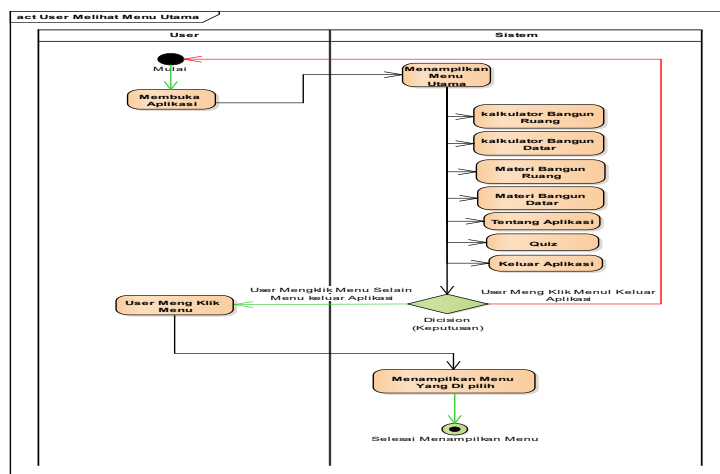 act User Melihat Menu Utama
User
Sistem
Mulai
Membuka
Aplikasi
Menampilkan
Menu
Utama
kalkulator Bangun
Ruang
kalkulator Bangun
Datar
Materi Bangun
Ruang
Materi Bangun
Datar
Tentang Aplikasi
Quiz
Keluar Aplikasi
User Mengklik Menu Selain
Menu keluar Aplikasi
User Meng Klik Menul Keluar
Aplikasi
User Meng Klik
Menu
Dicision
(Keputusan)
Menampilkan Menu
Yang Di pilih
Selesai Menampilkan Menu